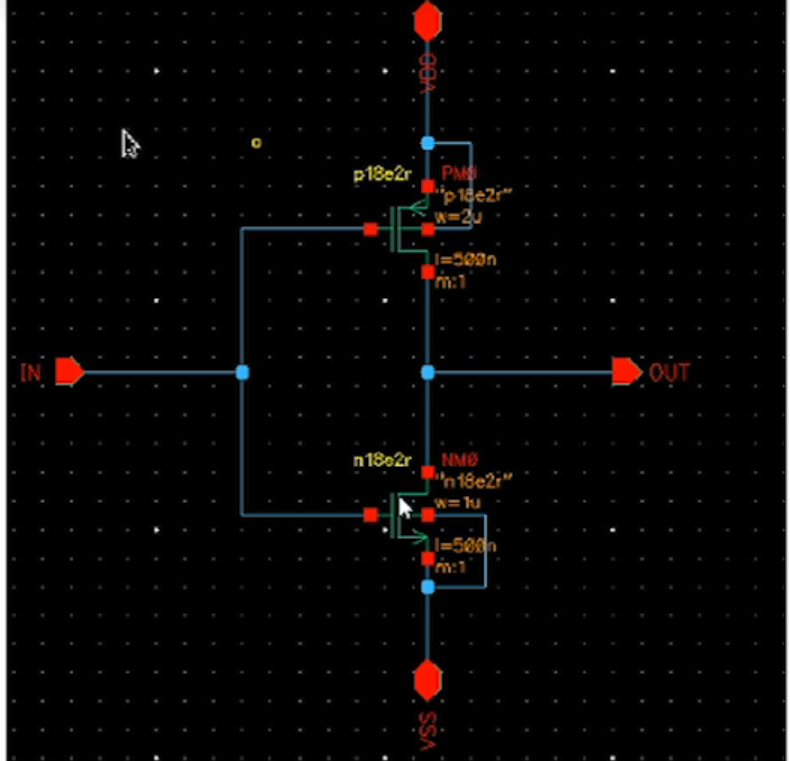 VDD
p18e2r
PM0
"p18e2r"
w=2u
l=500n
m:1
IN
OUT
n18e2r
NM0
"n18e2r"
w=1u
l=500n
m:1
VSS